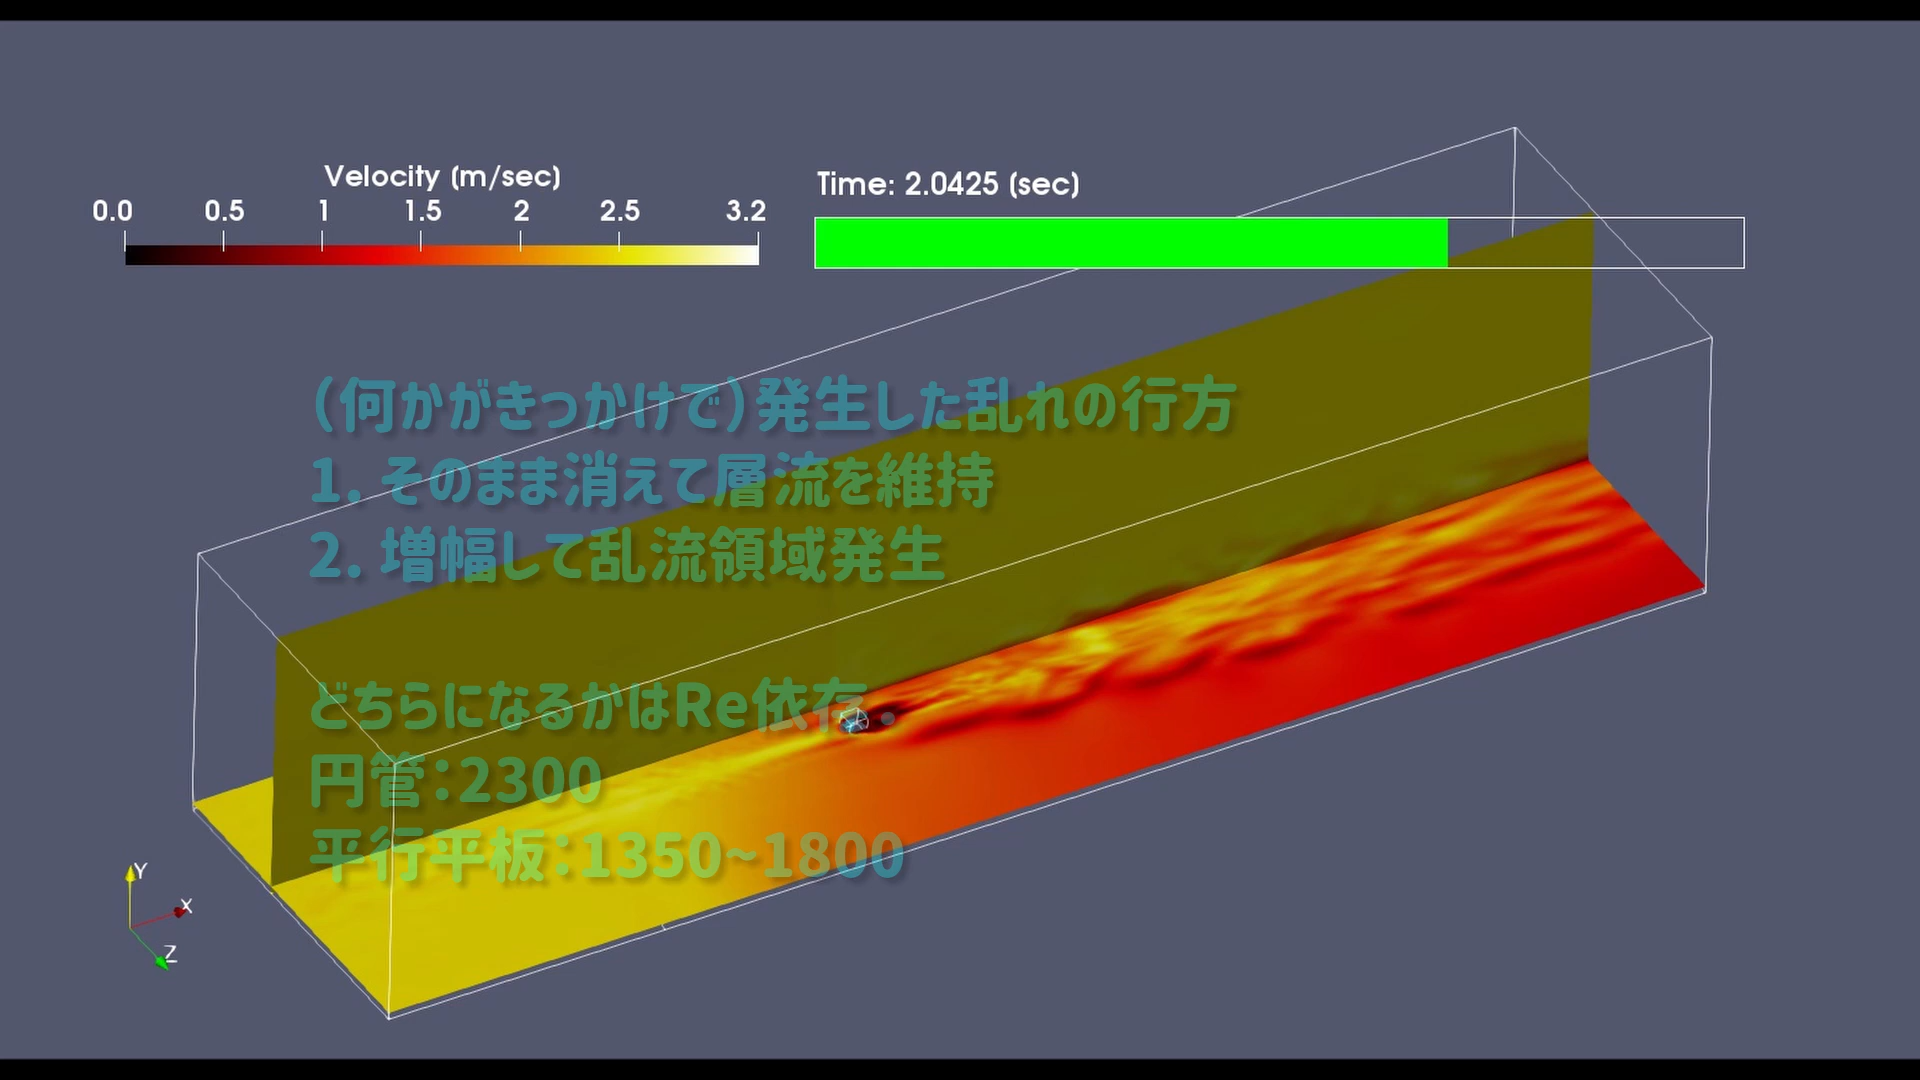 Velocity (m/sec)
0.0 0.5 1 1.5 2 2.5 3.2
Time: 2.0425 (sec)
（何かがきっかけで）発生した乱れの行方
1. そのまま消えて層流を維持
2. 増幅して乱流領域発生
どちらになるかはRe依存．
円管：2300
平行平板：1350~1800
Y
X
Z